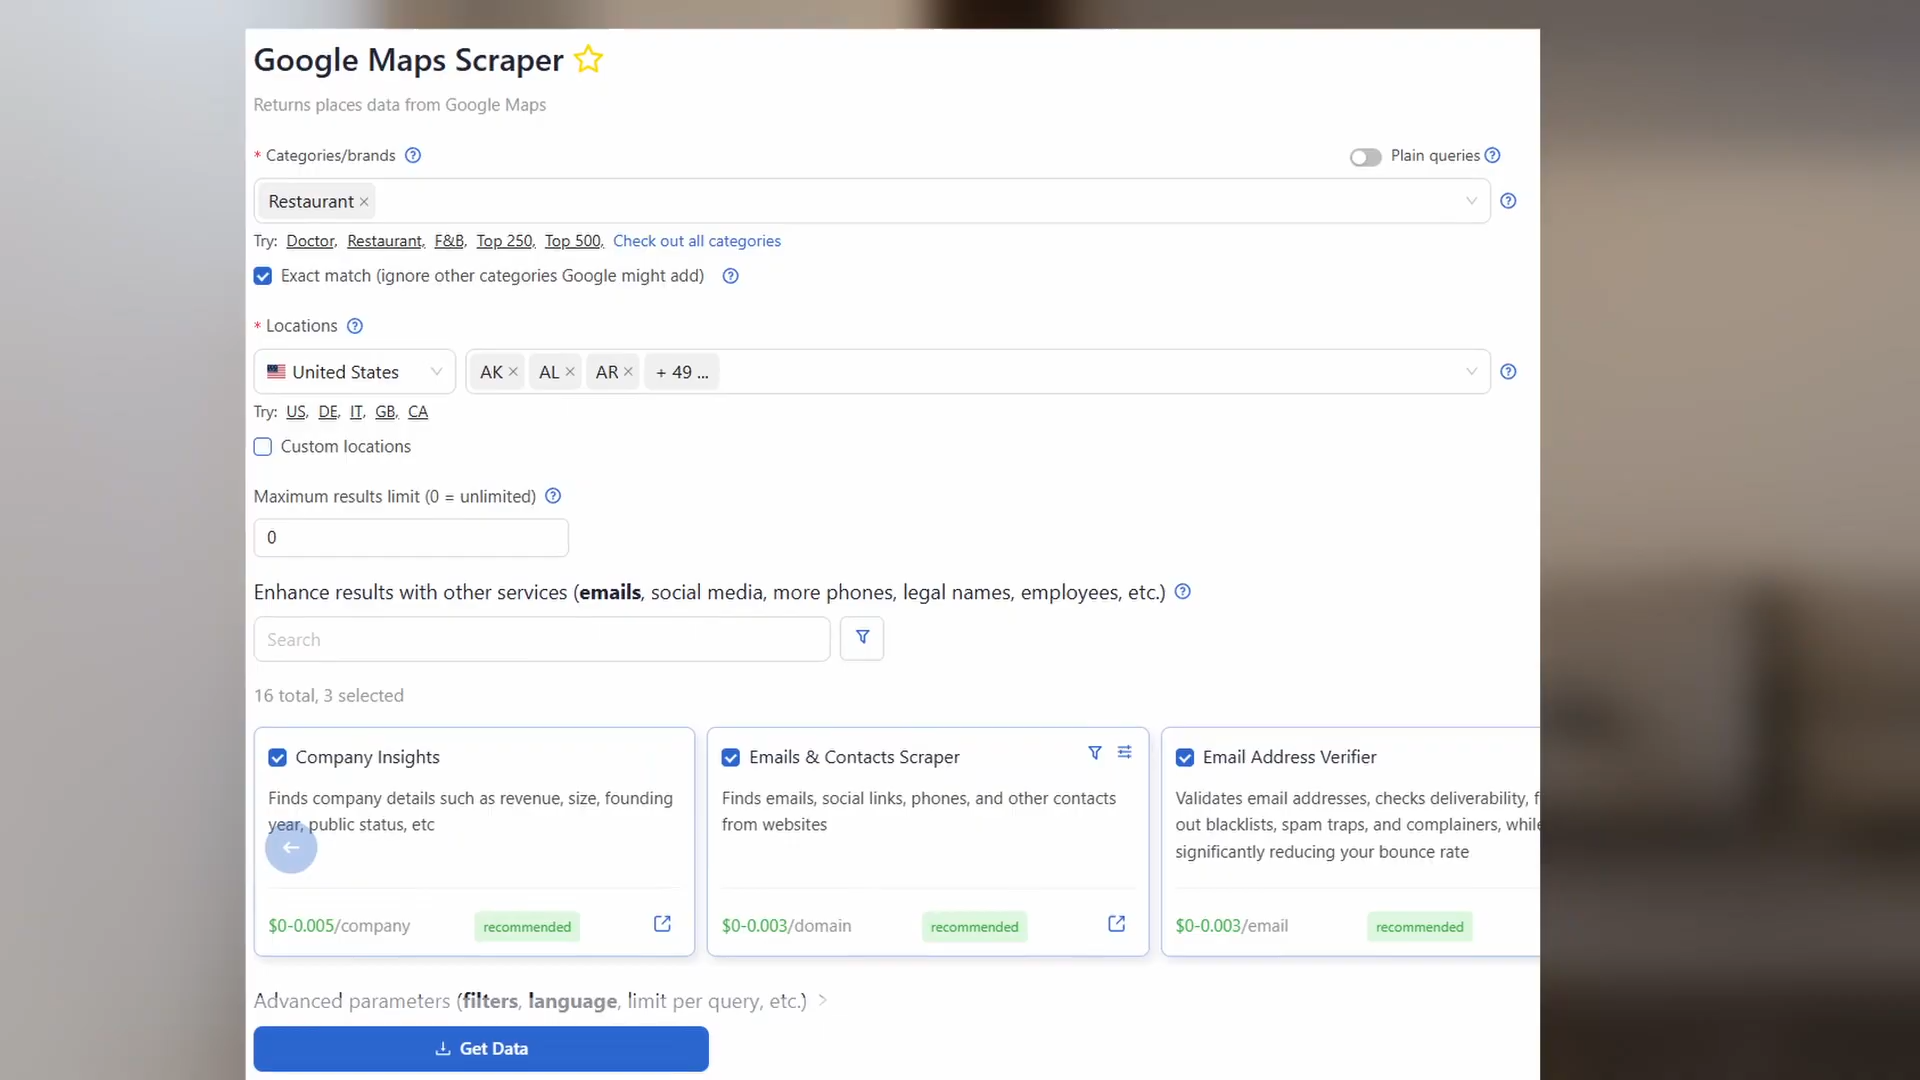 Google Maps Scraper
Returns places data from Google Maps
* Categories/brands
Plain queries
Restaurant ×
Try: Doctor, Restaurant, F&B, Top 250, Top 500, Check out all categories
Exact match (ignore other categories Google might add)
* Locations
United States
AK × AL × AR × + 49 ...
Try: US, DE, IT, GB, CA
Custom locations
Maximum results limit (0 = unlimited)
0
Enhance results with other services (emails, social media, more phones, legal names, employees, etc.)
Search
16 total, 3 selected
Company Insights
Finds company details such as revenue, size, founding
year, public status, etc
$0-0.005/company
recommended
Emails & Contacts Scraper
Finds emails, social links, phones, and other contacts
from websites
$0-0.003/domain
recommended
Email Address Verifier
Validates email addresses, checks deliverability, f
out blacklists, spam traps, and complainers, while
significantly reducing your bounce rate
$0-0.003/email
recommended
Advanced parameters (filters, language, limit per query, etc.) >
Get Data